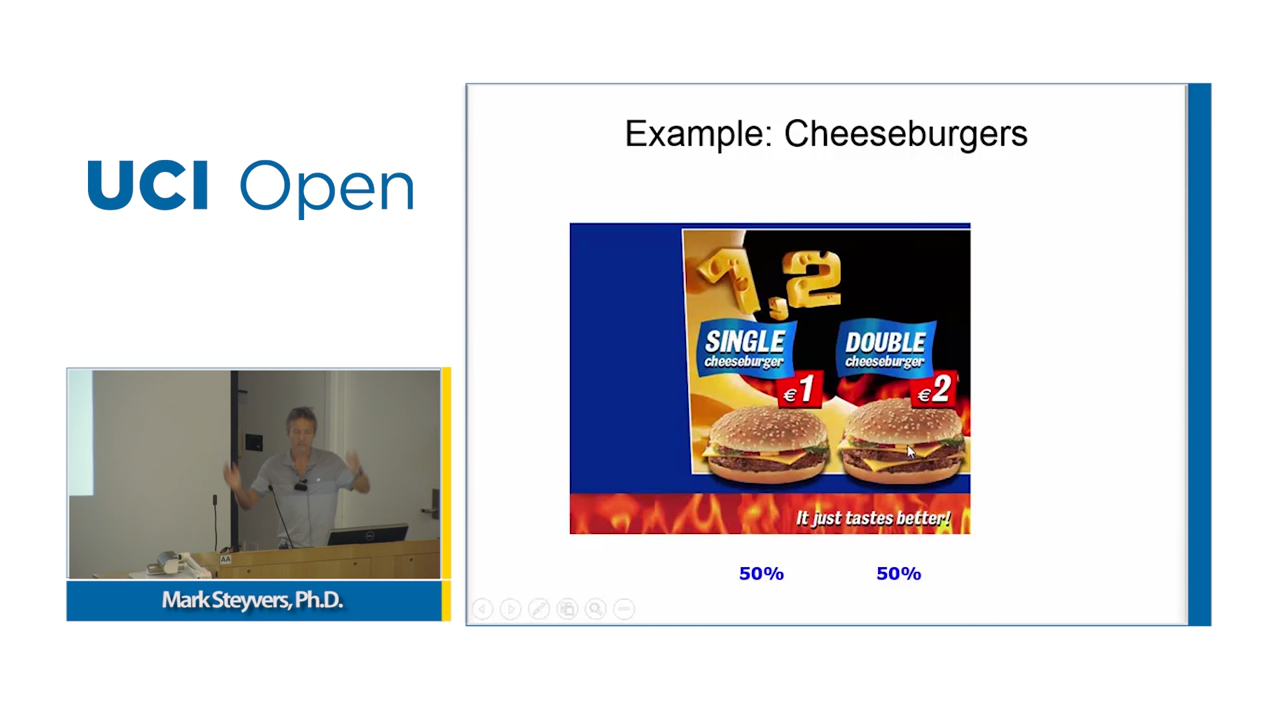 UCI Open
Example: Cheeseburgers
1,2
SINGLE
cheeseburger
€1
DOUBLE
cheeseburger
€2
It just tastes better!
50% 50%
AA
Mark Steyvers, Ph.D.